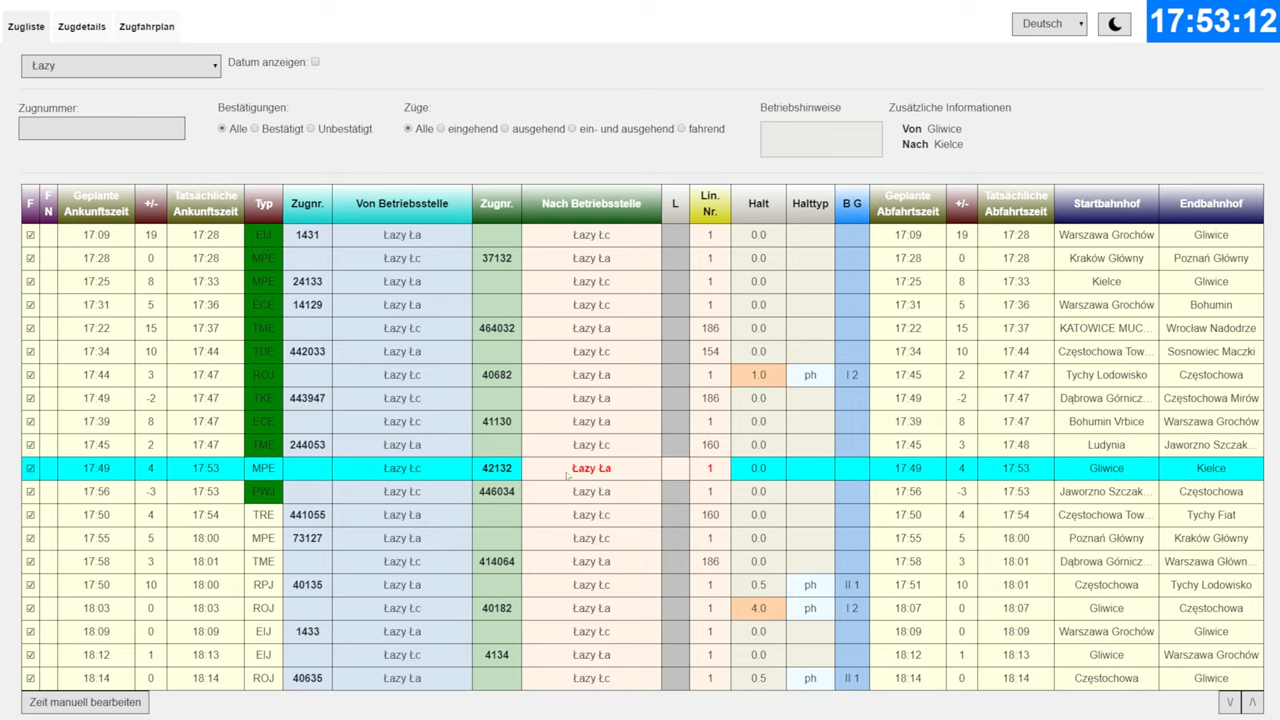 Zugliste Zugdetails Zugfahrplan Deutsch 17:53:12
Łazy Datum anzeigen:
Zugnummer: Bestätigungen: Züge: Betriebshinweise Zusätzliche Informationen
Alle Bestätigt Unbestätigt Alle eingehend ausgehend ein- und ausgehend fahrend Von Gliwice
Nach Kielce
F F N Geplante Ankunftszeit +/- Tatsächliche Ankunftszeit Typ Zugnr. Von Betriebsstelle Zugnr. Nach Betriebsstelle L Lin. Nr. Halt Halttyp B G Geplante Abfahrtszeit +/- Tatsächliche Abfahrtszeit Startbahnhof Endbahnhof
17:09 19 17:28 EIJ 1431 Łazy Ła Łazy Łc 1 0.0 17:09 19 17:28 Warszawa Grochów Gliwice
17:28 0 17:28 MPE Łazy Łc 37132 Łazy Ła 1 0.0 17:28 0 17:28 Kraków Główny Poznań Główny
17:25 8 17:33 MPE 24133 Łazy Ła Łazy Łc 1 0.0 17:25 8 17:33 Kielce Gliwice
17:31 5 17:36 ECE 14129 Łazy Ła Łazy Łc 1 0.0 17:31 5 17:36 Warszawa Grochów Bohumin
17:22 15 17:37 TME Łazy Łc 464032 Łazy Ła 186 0.0 17:22 15 17:37 KATOWICE MUC... Wrocław Nadodrze
17:34 10 17:44 TDE 442033 Łazy Ła Łazy Łc 154 0.0 17:34 10 17:44 Częstochowa Tow... Sosnowiec Maczki
17:44 3 17:47 ROJ Łazy Łc 40682 Łazy Ła 1 1.0 ph I 2 17:45 2 17:47 Tychy Lodowisko Częstochowa
17:49 -2 17:47 TKE 443947 Łazy Łc Łazy Ła 186 0.0 17:49 -2 17:47 Dąbrowa Górnicz... Częstochowa Mirów
17:39 8 17:47 ECE Łazy Łc 41130 Łazy Ła 1 0.0 17:39 8 17:47 Bohumin Vrbice Warszawa Grochów
17:45 2 17:47 TME 244053 Łazy Ła Łazy Łc 160 0.0 17:45 3 17:48 Ludynia Jaworzno Szczak...
17:49 4 17:53 MPE Łazy Łc 42132 Łazy Ła 1 0.0 17:49 4 17:53 Gliwice Kielce
17:56 -3 17:53 PWJ Łazy Łc 446034 Łazy Ła 1 0.0 17:56 -3 17:53 Jaworzno Szczak... Częstochowa
17:50 4 17:54 TRE 441055 Łazy Ła Łazy Łc 160 0.0 17:50 4 17:54 Częstochowa Tow... Tychy Fiat
17:55 5 18:00 MPE 73127 Łazy Ła Łazy Łc 1 0.0 17:55 5 18:00 Poznań Główny Kraków Główny
17:58 3 18:01 TME Łazy Łc 414064 Łazy Ła 186 0.0 17:58 3 18:01 Dąbrowa Górnicz... Warszawa Główn...
17:50 10 18:00 RPJ 40135 Łazy Ła Łazy Łc 1 0.5 ph II 1 17:51 10 18:01 Częstochowa Tychy Lodowisko
18:03 0 18:03 ROJ Łazy Łc 40182 Łazy Ła 1 4.0 ph I 2 18:07 0 18:07 Gliwice Częstochowa
18:09 0 18:09 EIJ 1433 Łazy Ła Łazy Łc 1 0.0 18:09 0 18:09 Warszawa Grochów Gliwice
18:12 1 18:13 EIJ Łazy Łc 4134 Łazy Ła 1 0.0 18:12 1 18:13 Gliwice Warszawa Grochów
18:14 0 18:14 ROJ 40635 Łazy Ła Łazy Łc 1 0.5 ph II 1 18:14 0 18:14 Częstochowa Gliwice
Zeit manuell bearbeiten